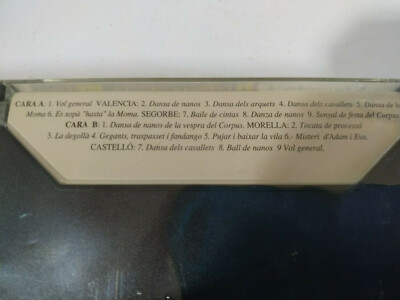 CARA A: 1. Vol general VALENCIA: 2. Dansa de nanos 3. Dansa dels arquets 4. Dansa dels cavallets 5. Dansa de la
Moma 6. Es sopà "hasta" la Moma. SEGORBE: 7. Baile de cintas 8. Danza de nanos 9. Senyal de festa del Corpus.
CARA B: 1. Dansa de nanos de la vespra del Corpus. MORELLA: 2. Tocata de processó
3. La degollà 4. Gegants, traspasset i fandango 5. Pujar i baixar la vila 6.- Misteri d'Adam i Eva.
CASTELLÓ: 7. Dansa dels cavallets 8. Ball de nanos 9 Vol general.